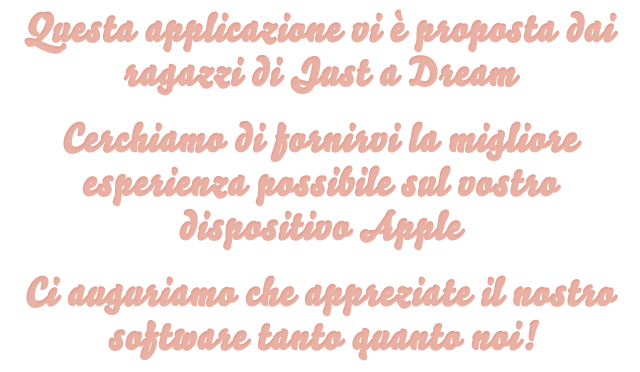 Questa applicazione vi è proposta dai
ragazzi di Just a Dream
Cerchiamo di fornirvi la migliore
esperienza possibile sul vostro
dispositivo Apple
Ci auguriamo che appreziate il nostro
software tanto quanto noi!